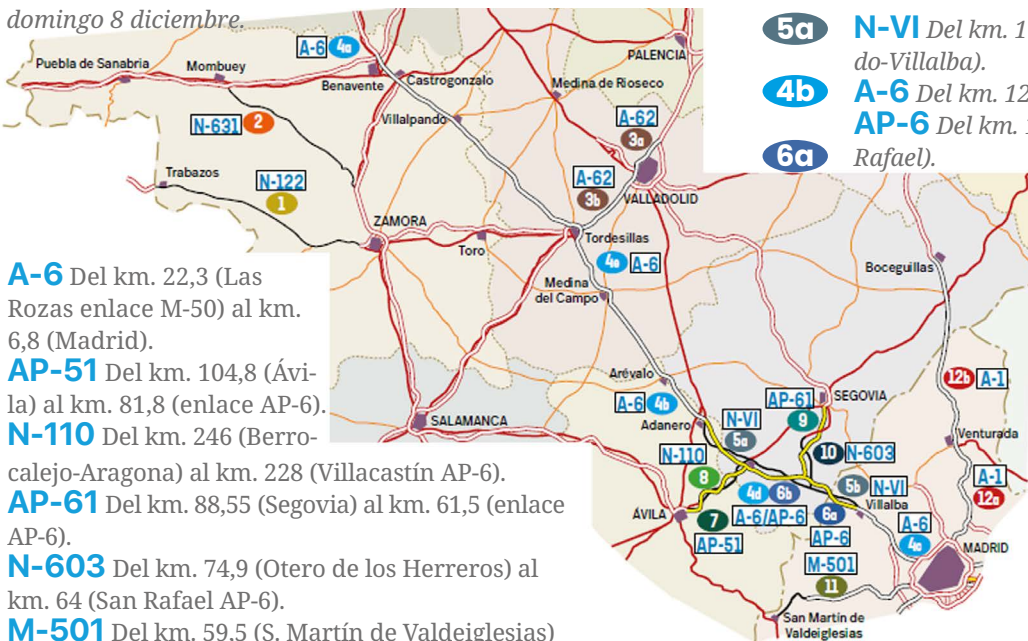 domingo 8 diciembre.
5a N-VI Del km. 1
do-Villalba).
4b A-6 Del km. 12
AP-6 Del km.
6a Rafael).
A-6 4a
PALENCIA
Puebla de Sanabria
Mombuey
Benavente
Castrogonzalo
Medina de Rioseco
N-631 2
Villalpando
A-62
3a
Trabazos
N-122
1
A-62
3b
VALLADOLID
ZAMORA
Toro
Tordesillas
4a A-6
Boceguillas
Medina
del Campo
A-6 Del km. 22,3 (Las
Rozas enlace M-50) al km.
6,8 (Madrid).
AP-51 Del km. 104,8 (Ávi-
la) al km. 81,8 (enlace AP-6).
N-110 Del km. 246 (Berro-
calejo-Aragona) al km. 228 (Villacastín AP-6).
AP-61 Del km. 88,55 (Segovia) al km. 61,5 (enlace
AP-6).
N-603 Del km. 74,9 (Otero de los Herreros) al
km. 64 (San Rafael AP-6).
M-501 Del km. 59,5 (S. Martín de Valdeiglesias)
Arévalo
12b A-1
A-6 4b
AP-61
9
SEGOVIA
SALAMANCA
Adanero
N-VI
5a
Venturada
N-110
8
10 N-603
A-1
12a
5b N-VI
ÁVILA
4d 6b
A-6/AP-6
6a
AP-6
Villalba
A-6
4a
7
AP-51
MADRID
M-501
11
San Martín de
Valdeiglesias